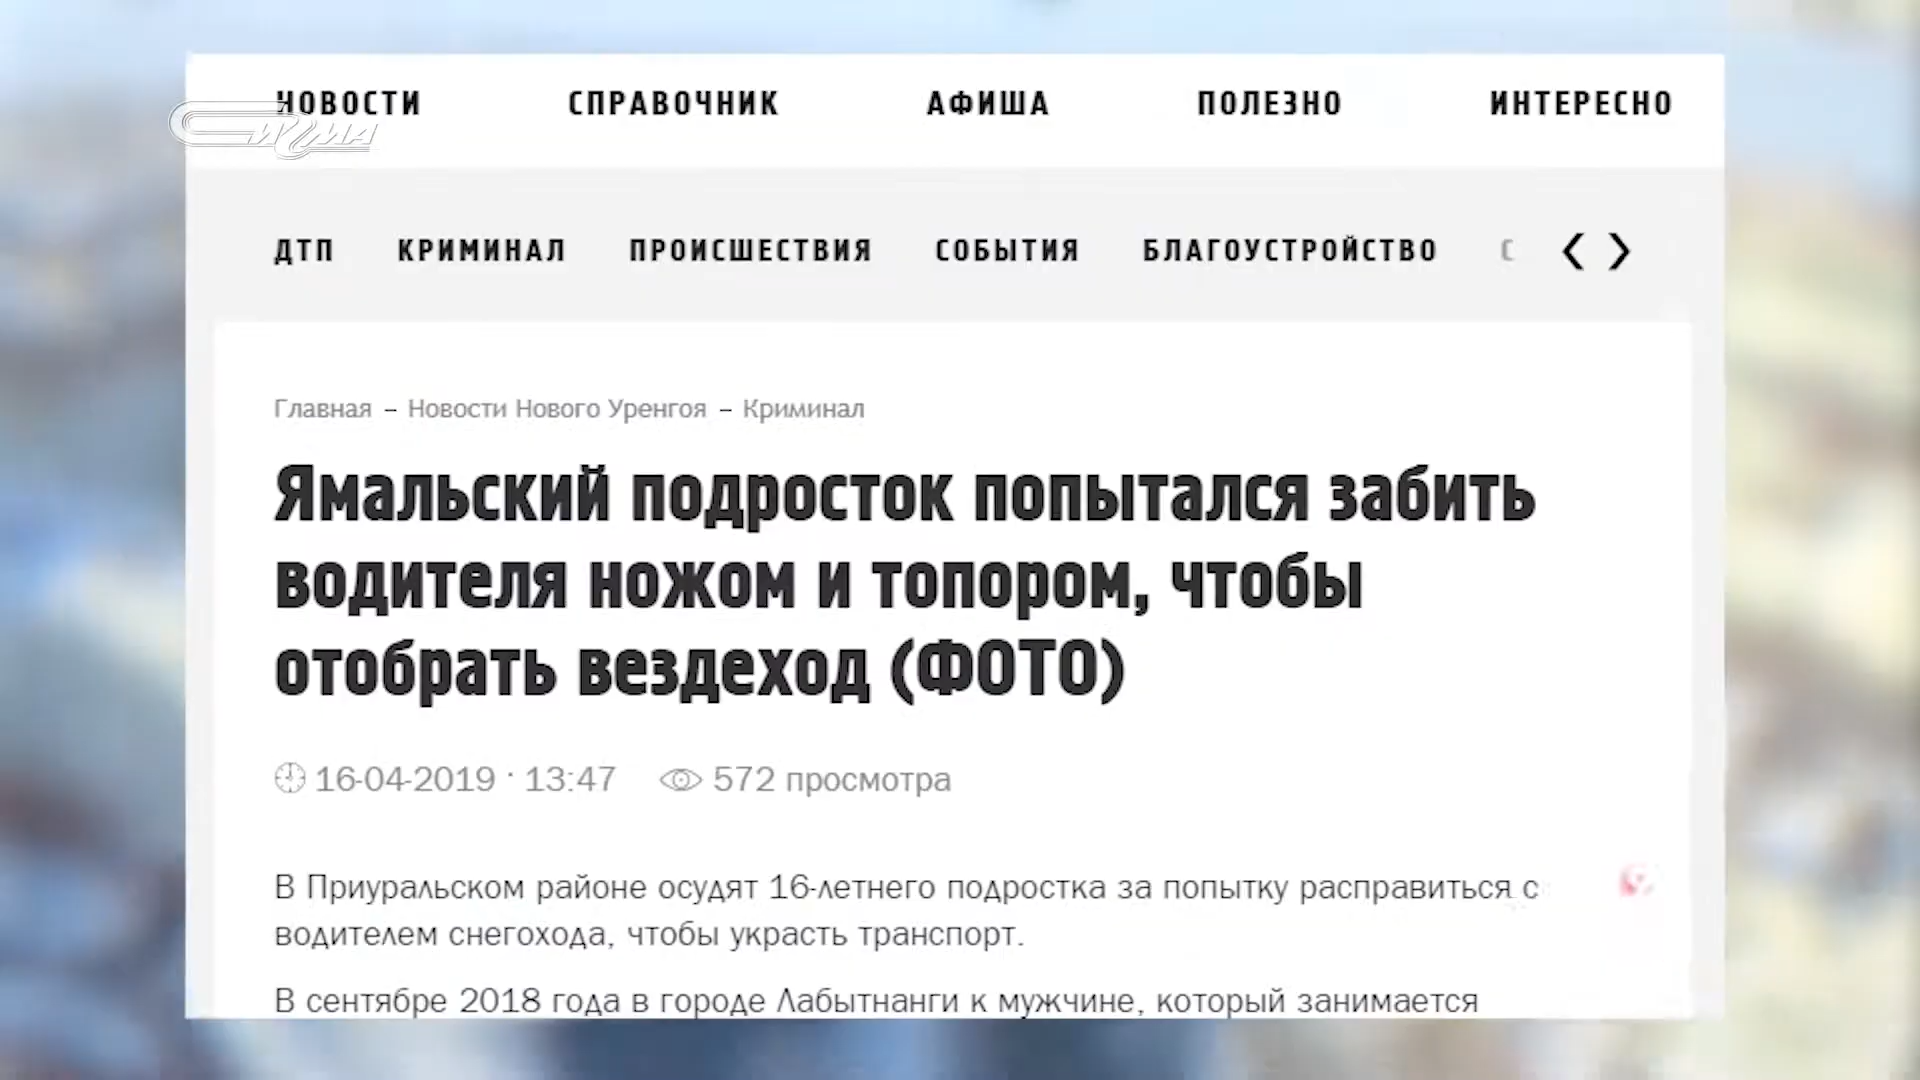 НОВОСТИ СПРАВОЧНИК АФИША ПОЛЕЗНО ИНТЕРЕСНО
СИГМА
ДТП КРИМИНАЛ ПРОИСШЕСТВИЯ СОБЫТИЯ БЛАГОУСТРОЙСТВО С
Главная – Новости Нового Уренгоя – Криминал
Ямальский подросток попытался забить
водителя ножом и топором, чтобы
отобрать вездеход (ФОТО)
16-04-2019 · 13:47 572 просмотра
В Приуральском районе осудят 16-летнего подростка за попытку расправиться с
водителем снегохода, чтобы украсть транспорт.
В сентябре 2018 года в городе Лабытнанги к мужчине, который занимается